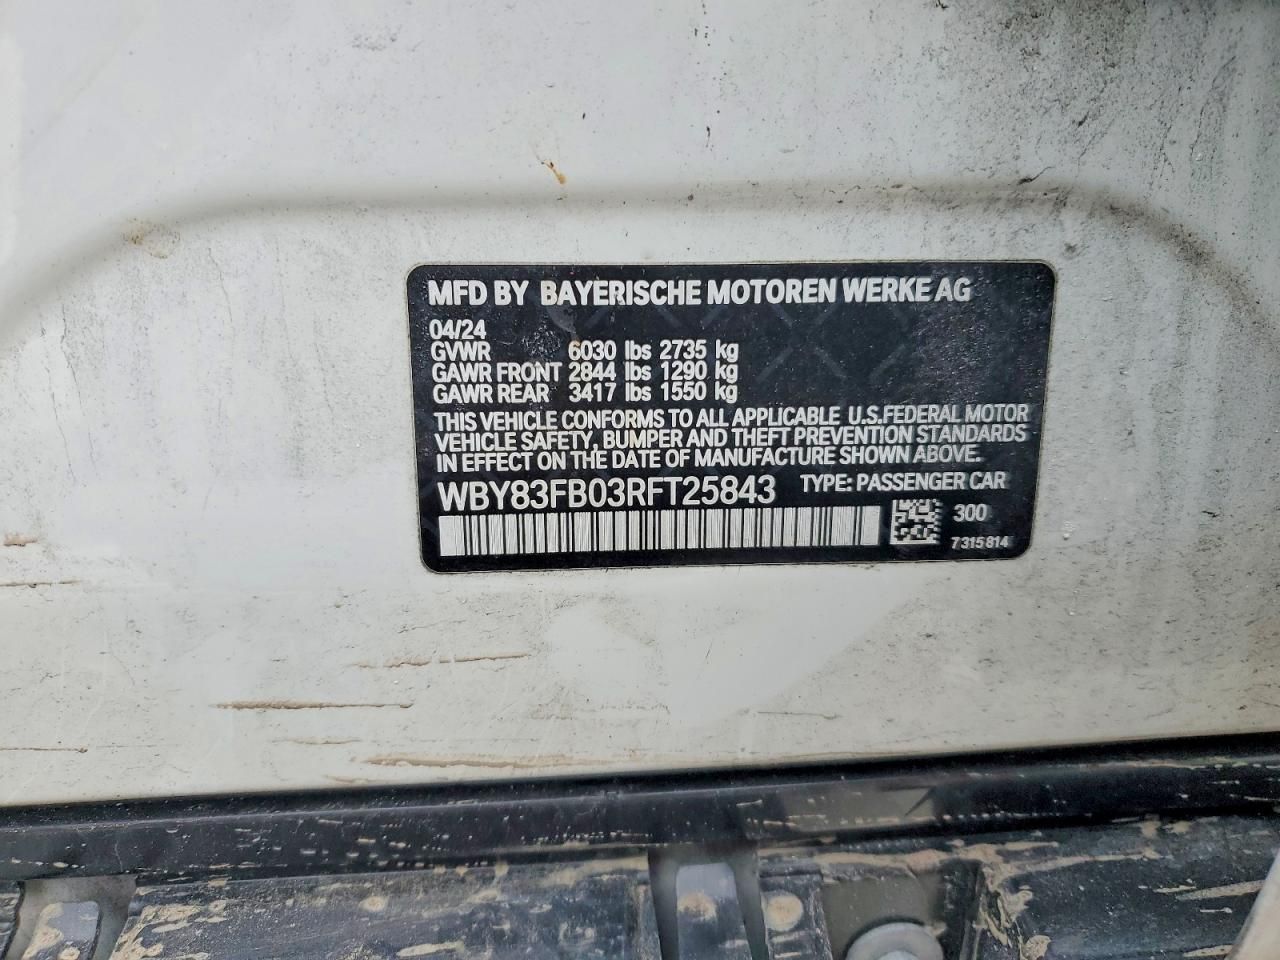 MFD BY BAYERISCHE MOTOREN WERKE AG
04/24
GVWR 6030 lbs 2735 kg
GAWR FRONT 2844 lbs 1290 kg
GAWR REAR 3417 lbs 1550 kg
THIS VEHICLE CONFORMS TO ALL APPLICABLE U.S.FEDERAL MOTOR
VEHICLE SAFETY, BUMPER AND THEFT PREVENTION STANDARDS
IN EFFECT ON THE DATE OF MANUFACTURE SHOWN ABOVE.
WBY83FB03RFT25843 TYPE: PASSENGER CAR
300
7315814